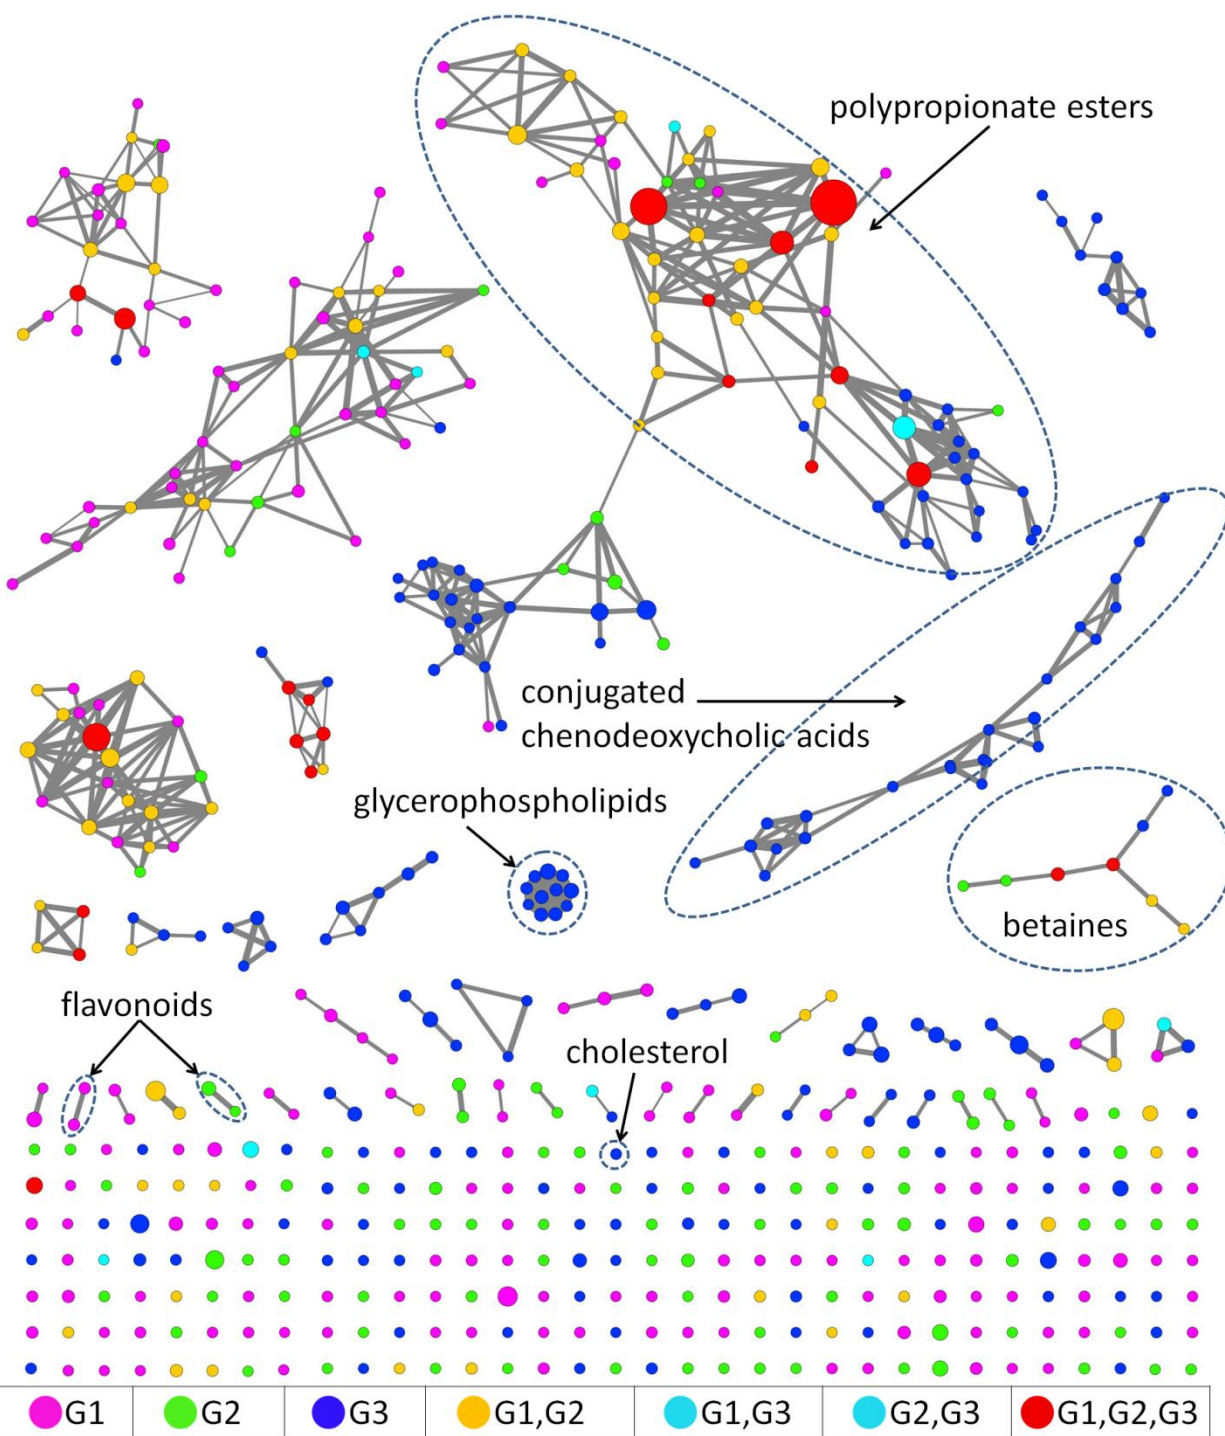 polypropionate esters
conjugated
chenodeoxycholic acids
glycerophospholipids
betaines
flavonoids
cholesterol
G1 G2 G3 G1,G2 G1,G3 G2,G3 G1,G2,G3